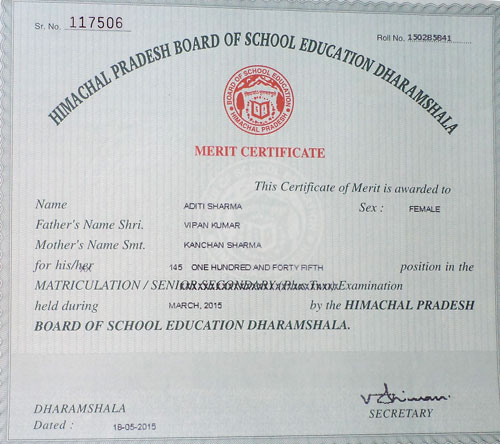 Sr. No. 117506
Roll No. 150285841
HIMACHAL PRADESH BOARD OF SCHOOL EDUCATION DHARAMSHALA
BOARD OF SCHOOL EDUCATION
HIMACHAL PRADESH
MERIT CERTIFICATE
This Certificate of Merit is awarded to
Name ADITI SHARMA Sex : FEMALE
Father's Name Shri. VIPAN KUMAR
Mother's Name Smt. KANCHAN SHARMA
for his/her 145 ONE HUNDRED AND FORTY FIFTH position in the
MATRICULATION / SENIOR SECONDARY (Plus Two) Examination
held during MARCH, 2015 by the HIMACHAL PRADESH
BOARD OF SCHOOL EDUCATION DHARAMSHALA.
DHARAMSHALA
SECRETARY
Dated : 18-05-2015